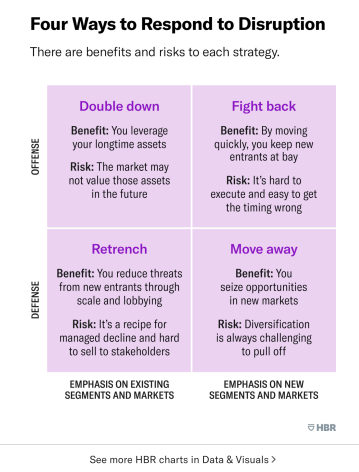 Four Ways to Respond to Disruption
There are benefits and risks to each strategy.
OFFENSE
Double down
Benefit: You leverage
your longtime assets
Risk: The market may
not value those assets
in the future
Fight back
Benefit: By moving
quickly, you keep new
entrants at bay
Risk: It's hard to
execute and easy to get
the timing wrong
DEFENSE
Retrench
Benefit: You reduce threats
from new entrants through
scale and lobbying
Risk: It's a recipe for
managed decline and hard
to sell to stakeholders
Move away
Benefit: You
seize opportunities
in new markets
Risk: Diversification
is always challenging
to pull off
EMPHASIS ON EXISTING
SEGMENTS AND MARKETS
EMPHASIS ON NEW
SEGMENTS AND MARKETS
HBR
See more HBR charts in Data & Visuals >